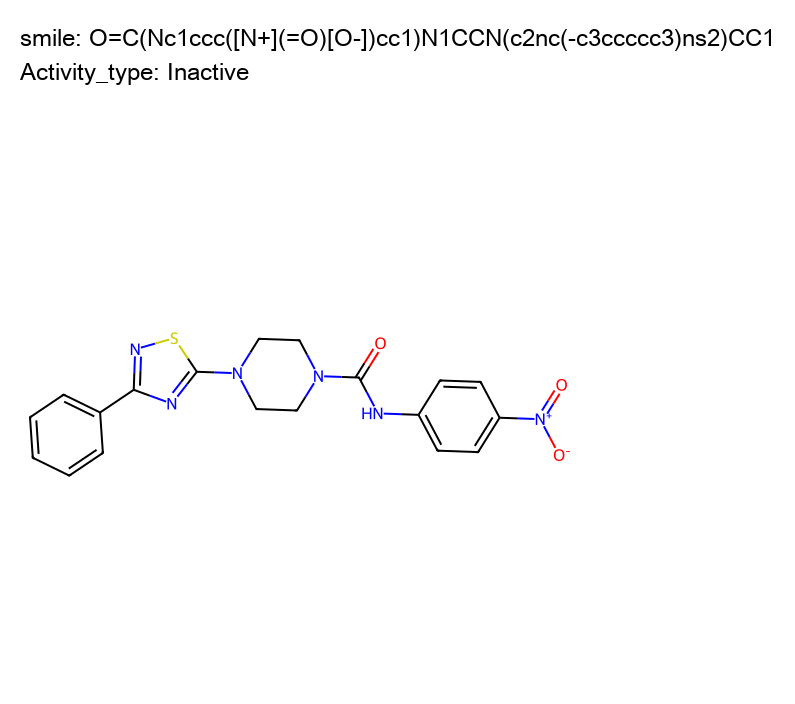 smile: O=C(Nc1ccc([N+](=O)[O-])cc1)N1CCN(c2nc(-c3ccccc3)ns2)CC1
Activity_type: Inactive
S
N
O
N
N
N
HN
O
N+
O-